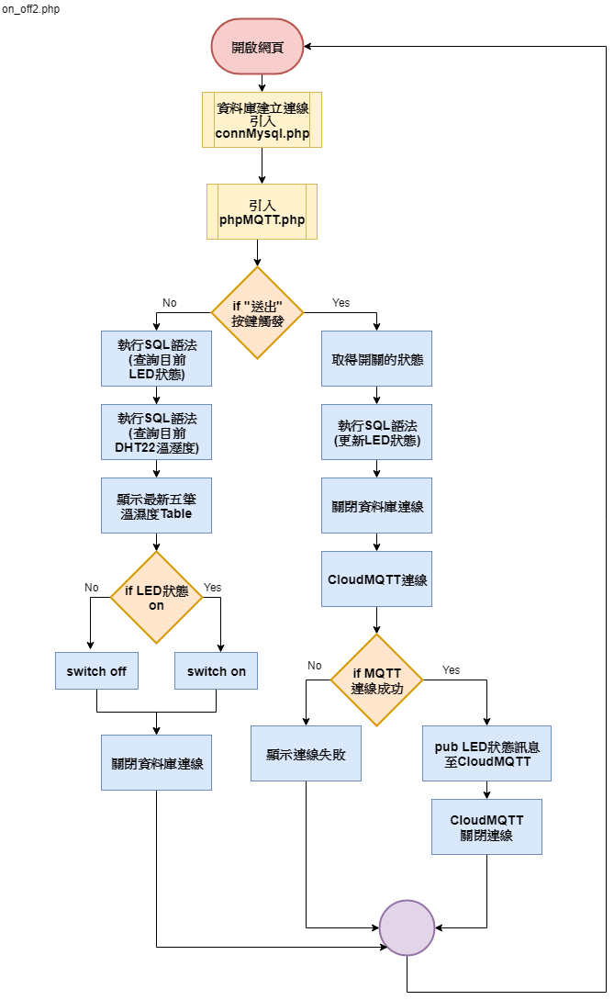 on_off2.php
開啟網頁
資料庫建立連線
引入
connMysql.php
引入
phpMQTT.php
if "送出"
按鍵觸發
No
Yes
執行SQL語法
(查詢目前
LED狀態)
取得開關的狀態
執行SQL語法
(查詢目前
DHT22溫溼度)
執行SQL語法
(更新LED狀態)
顯示最新五筆
溫濕度Table
關閉資料庫連線
if LED狀態
on
No
Yes
CloudMQTT連線
switch off
switch on
if MQTT
連線成功
No
Yes
關閉資料庫連線
顯示連線失敗
pub LED狀態訊息
至CloudMQTT
CloudMQTT
關閉連線